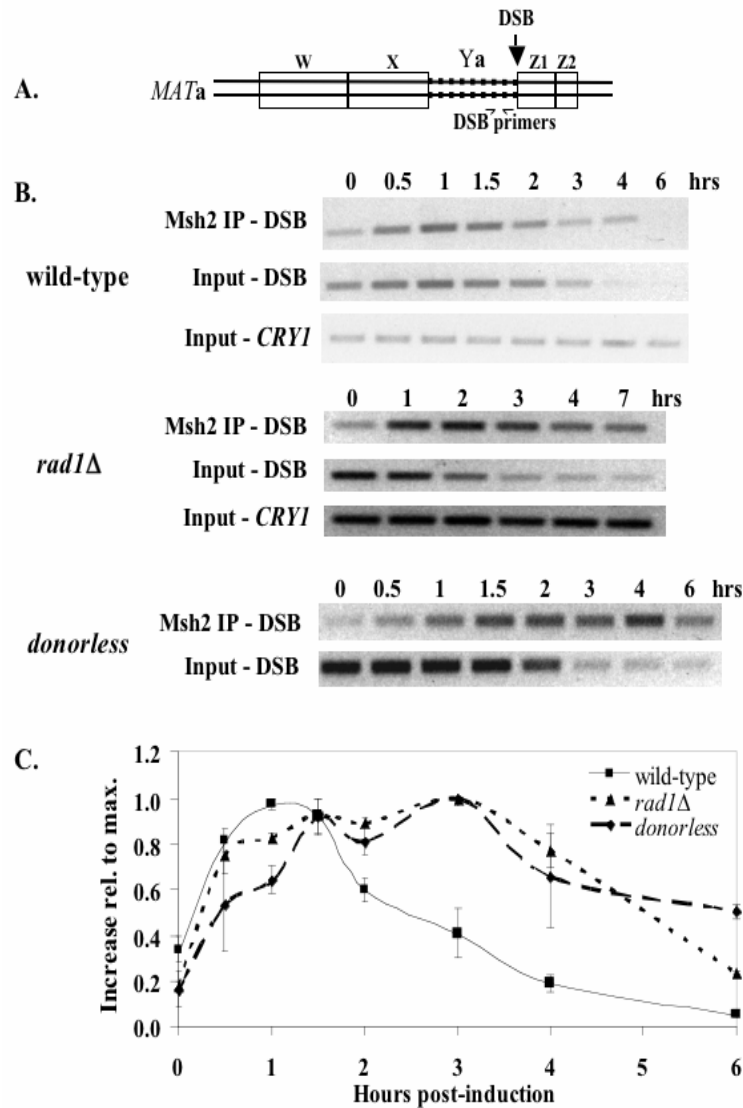 DSB
W X Ya Z1 Z2
A. MATa
DSB primers
B.
0 0.5 1 1.5 2 3 4 6 hrs
Msh2 IP - DSB
wild-type
Input - DSB
Input - CRY1
0 1 2 3 4 7 hrs
Msh2 IP - DSB
rad1Δ
Input - DSB
Input - CRY1
0 0.5 1 1.5 2 3 4 6 hrs
Msh2 IP - DSB
donorless
Input - DSB
C.
Increase rel. to max.
1.2
1.0
0.8
0.6
0.4
0.2
0.0
wild-type
rad1Δ
donorless
0 1 2 3 4 5 6
Hours post-induction